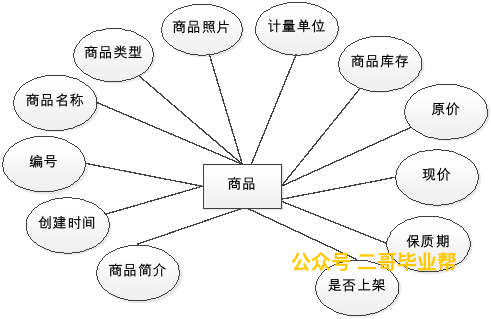 商品照片
计量单位
商品类型
商品库存
商品名称
原价
编号
现价
商品
创建时间
保质期
公众号 二哥毕业帮
商品简介
是否上架